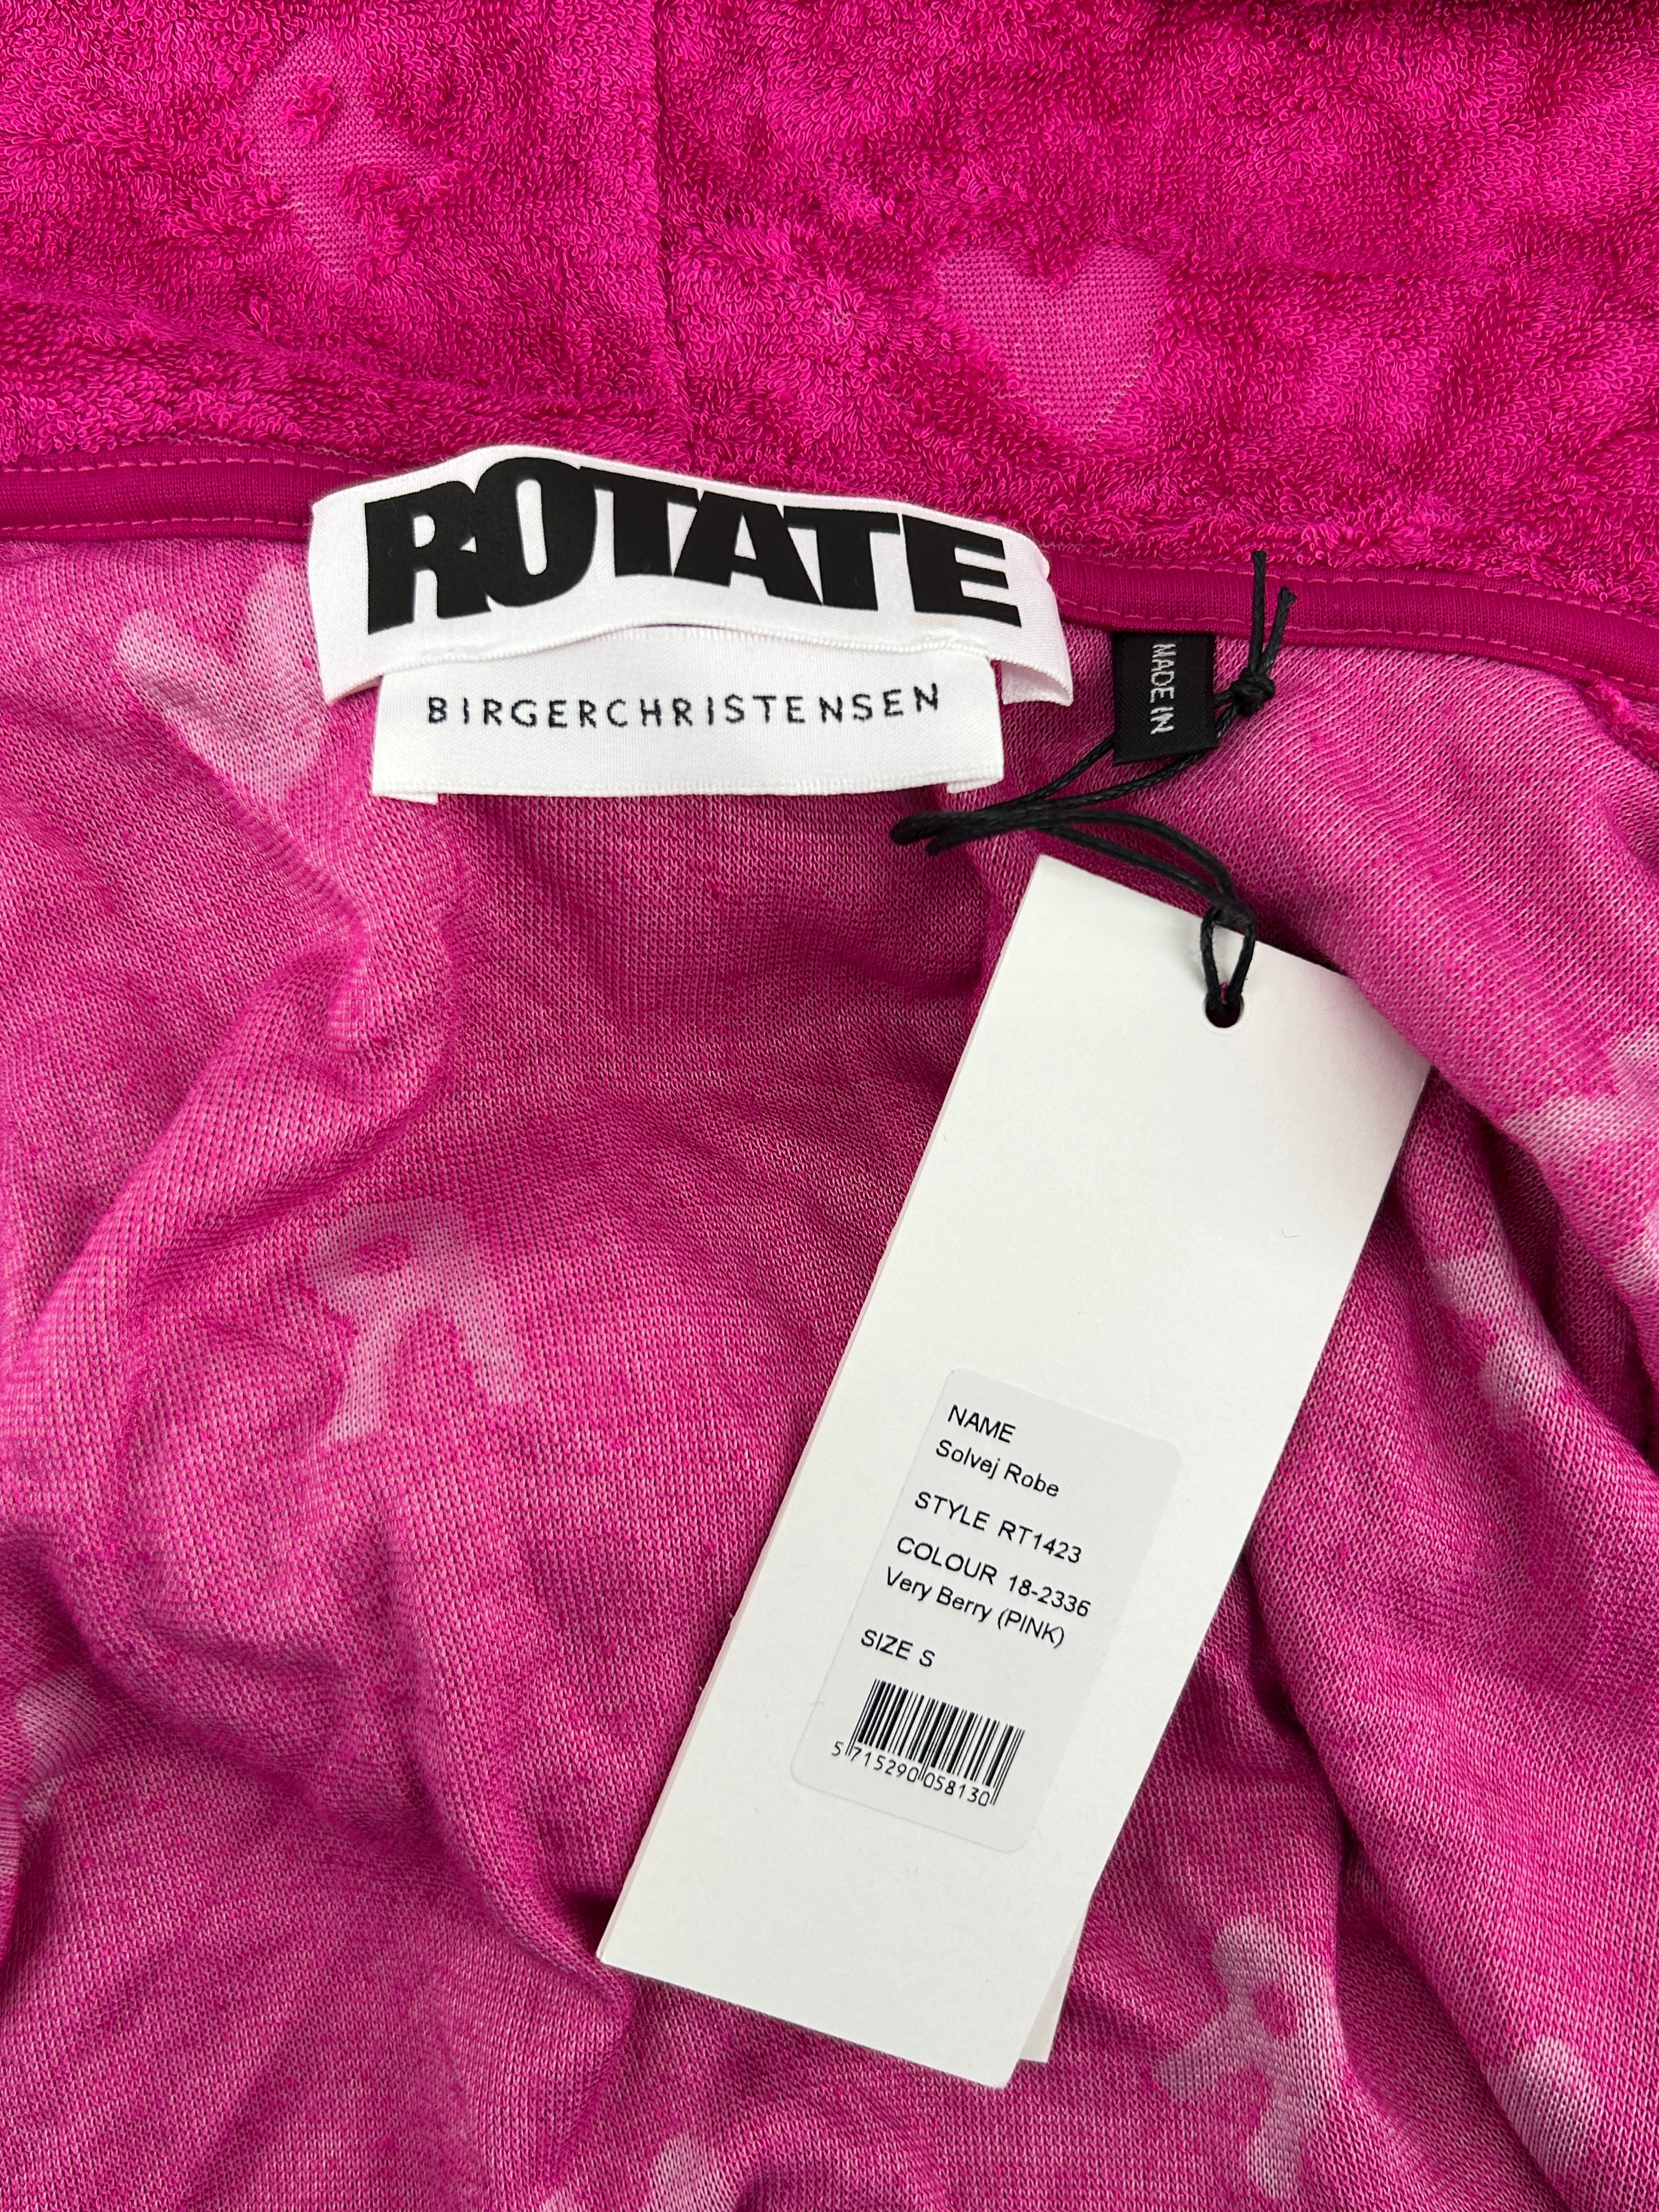 ROTATE
BIRGERCHRISTENSEN
MADE IN
NAME
Solvej Robe
STYLE RT1423
COLOUR 18-2336
Very Berry (PINK)
SIZE S
5 715290 058130